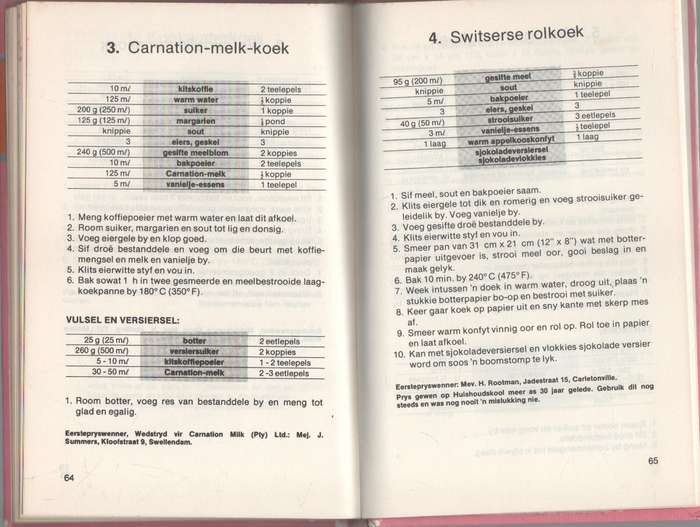 3. Carnation-melk-koek
10 ml kitskoffie 2 teelepels
125 ml warm water ½ koppie
200 g (250 ml) suiker 1 koppie
125 g (125 ml) margarien ¼ pond
knippie sout knippie
3 eiers, geskei 3
240 g (500 ml) gesifte meelblom 2 koppies
10 ml bakpoeier 2 teelepels
125 ml Carnation-melk ½ koppie
5 ml vanielje-essens 1 teelepel
1. Meng koffiepoeier met warm water en laat dit afkoel.
2. Room suiker, margarien en sout tot lig en donsig.
3. Voeg eiergele by en klop goed.
4. Sif droë bestanddele en voeg om die beurt met koffie-
mengsel en melk en vanielje by.
5. Klits eierwitte styf en vou in.
6. Bak sowat 1 h in twee gesmeerde en meelbestrooide laag-
koekpanne by 180°C (350°F).
VULSEL EN VERSIERSEL:
25 g (25 ml) botter 2 eetlepels
260 g (500 ml) versiersuiker 2 koppies
5 - 10 ml kitskoffiepoeier 1 - 2 teelepels
30 - 50 ml Carnation-melk 2 -3 eetlepels
1. Room botter, voeg res van bestanddele by en meng tot
glad en egalig.
Eerstepryswenner, Wedstryd vir Carnation Milk (Pty) Ltd.: Mej. J.
Summers, Kloofstraat 9, Swellendam.
64
4. Switserse rolkoek
95 g (200 ml) gesifte meel ¾ koppie
knippie sout knippie
5 ml bakpoeier 1 teelepel
3 eiers, geskei 3
40 g (50 ml) strooisuiker 3 eetlepels
3 ml vanielje-essens ½ teelepel
1 laag warm appelkooskonfyt 1 laag
sjokoladeversiersel
sjokoladevlokkies
1. Sif meel, sout en bakpoeier saam.
2. Klits eiergele tot dik en romerig en voeg strooisuiker ge-
leidelik by. Voeg vanielje by.
3. Voeg gesifte droë bestanddele by.
4. Klits eierwitte styf en vou in.
5. Smeer pan van 31 cm x 21 cm (12" x 8") wat met botter-
papier uitgevoer is, strooi meel oor, gooi beslag in en
maak gelyk.
6. Bak 10 min. by 240°C (475°F).
7. Week intussen 'n doek in warm water, droog uit, plaas 'n
stukkie botterpapier bo-op en bestrooi met suiker.
8. Keer gaar koek op papier uit en sny kante met skerp mes
af.
9. Smeer warm konfyt vinnig oor en rol op. Rol toe in papier
en laat afkoel.
10. Kan met sjokoladeversiersel en vlokkies sjokolade versier
word om soos 'n boomstomp te lyk.
Eerstepryswenner: Mev. H. Rootman, Jadestraat 15, Carletonville.
Prys gewen op Huishoudskool meer as 30 jaar gelede. Gebruik dit nog
steeds en was nog nooit 'n mislukking nie.
65